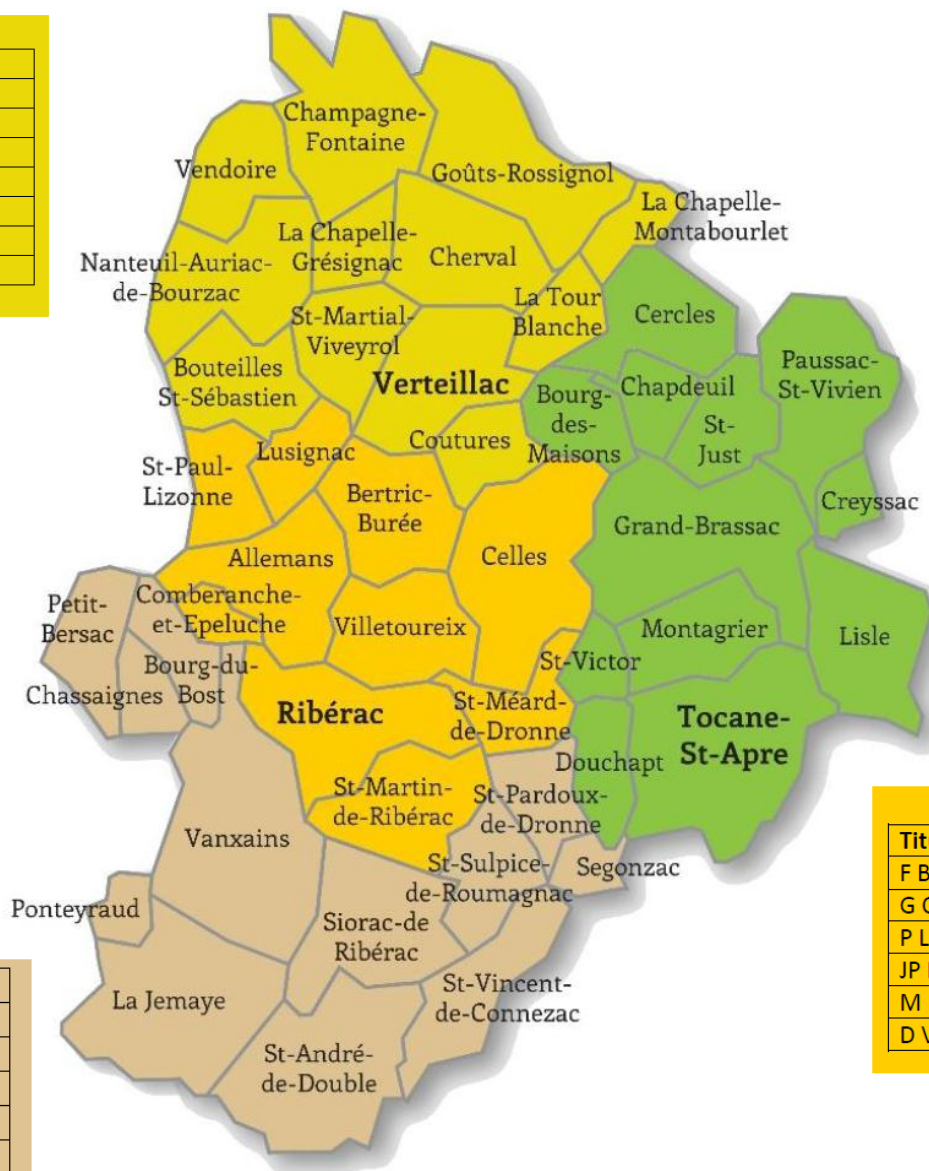 Champagne-
Fontaine
Vendoire
Goûts-Rossignol
La Chapelle-
Montabourlet
La Chapelle-
Grésignac
Cherval
Nanteuil-Auriac-
de-Bourzac
La Tour
Blanche
St-Martial-
Viveyrol
Cercles
Bouteilles
St-Sébastien
Verteillac
Paussac-
St-Vivien
Bourg-
des-
Maisons
Chapdeuil
St-
Just
Coutures
Lusignac
St-Paul-
Lizonne
Bertric-
Burée
Creyssac
Grand-Brassac
Celles
Allemans
Petit-
Bersac
Comberanche-
et-Epeluche
Villetoureix
Montagrier
Lisle
St-Victor
Bourg-du-
Bost
Chassaignes
Ribérac
St-Méard-
de-Dronne
Tocane-
St-Apre
Douchapt
St-Martin-
de-Ribérac
St-Pardoux-
de-Dronne
Vanxains
St-Sulpice-
de-Roumagnac
Segonzac
Ponteyraud
Siorac-de
Ribérac
La Jemaye
St-Vincent-
de-Connezac
St-André-
de-Double
Tit
F B
G
P L
JP
M
D V